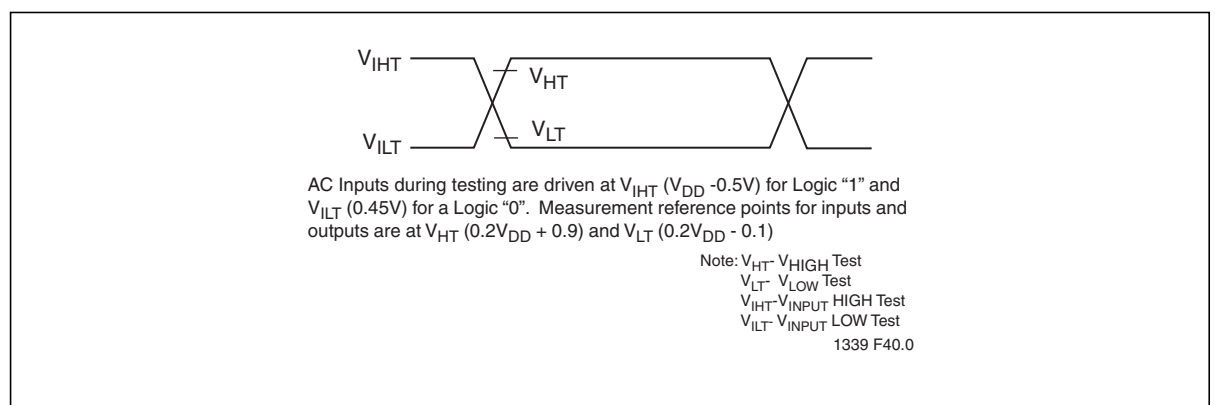 VIHT
VHT
VLT
VILT
AC Inputs during testing are driven at VIHT (VDD -0.5V) for Logic “1” and
VILT (0.45V) for a Logic “0”. Measurement reference points for inputs and
outputs are at VHT (0.2VDD + 0.9) and VLT (0.2VDD - 0.1)
Note: VHT- VHIGH Test
VLT- VLOW Test
VIHT-VINPUT HIGH Test
VILT- VINPUT LOW Test
1339 F40.0